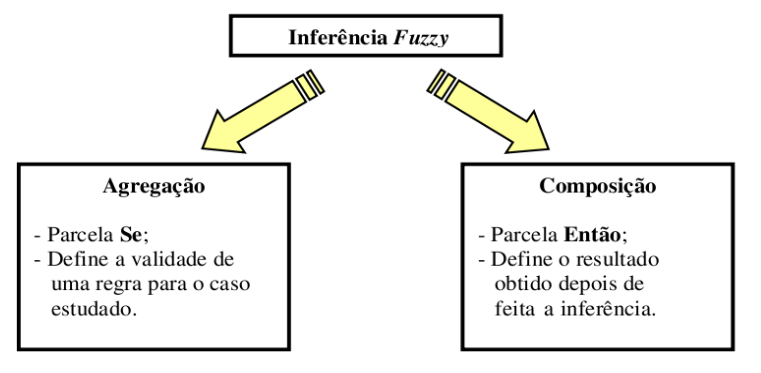 Inferência Fuzzy
Agregação
- Parcela Se;
- Define a validade de
uma regra para o caso
estudado.
Composição
- Parcela Então;
- Define o resultado
obtido depois de
feita a inferência.